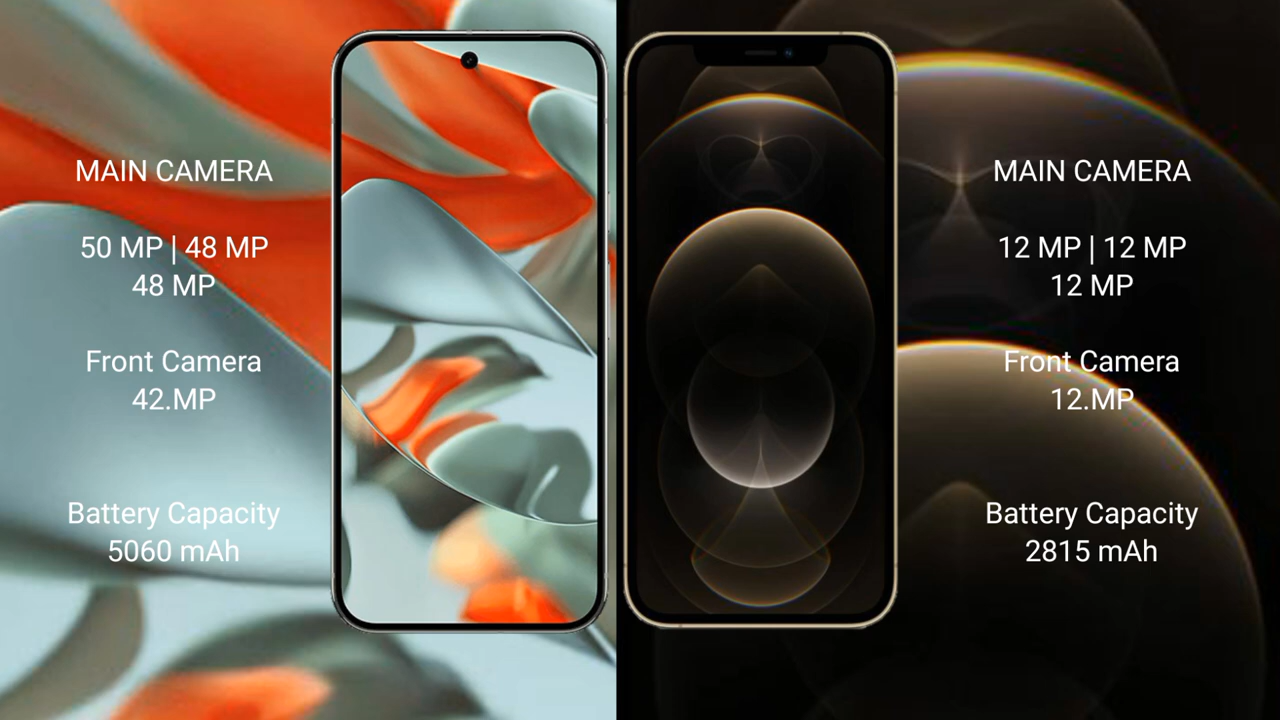 MAIN CAMERA
50 MP | 48 MP
48 MP
Front Camera
42.MP
Battery Capacity
5060 mAh
MAIN CAMERA
12 MP | 12 MP
12 MP
Front Camera
12.MP
Battery Capacity
2815 mAh